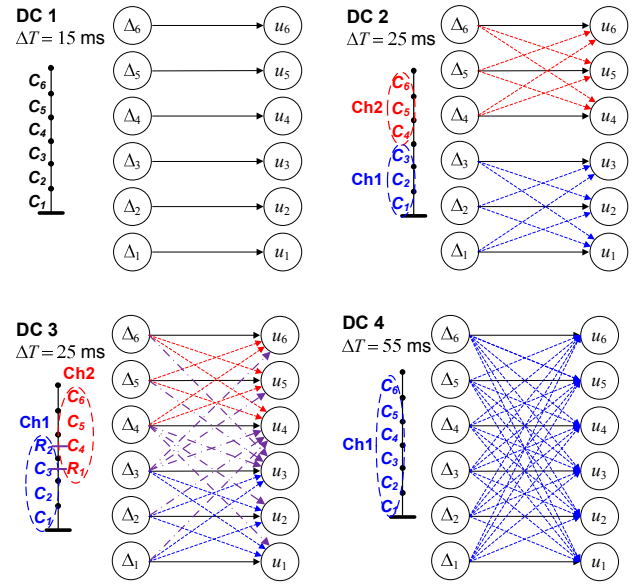 DC 1
ΔT = 15 ms
C6
C5
C4
C3
C2
C1
Δ6
u6
Δ5
u5
Δ4
u4
Δ3
u3
Δ2
u2
Δ1
u1
DC 2
ΔT = 25 ms
Ch2
C6
C5
C4
Ch1
C3
C2
C1
Δ6
u6
Δ5
u5
Δ4
u4
Δ3
u3
Δ2
u2
Δ1
u1
DC 3
ΔT = 25 ms
Ch2
C6
C5
Ch1
R2
C4
C3
R1
C2
C1
Δ6
u6
Δ5
u5
Δ4
u4
Δ3
u3
Δ2
u2
Δ1
u1
DC 4
ΔT = 55 ms
Ch1
C6
C5
C4
C3
C2
C1
Δ6
u6
Δ5
u5
Δ4
u4
Δ3
u3
Δ2
u2
Δ1
u1